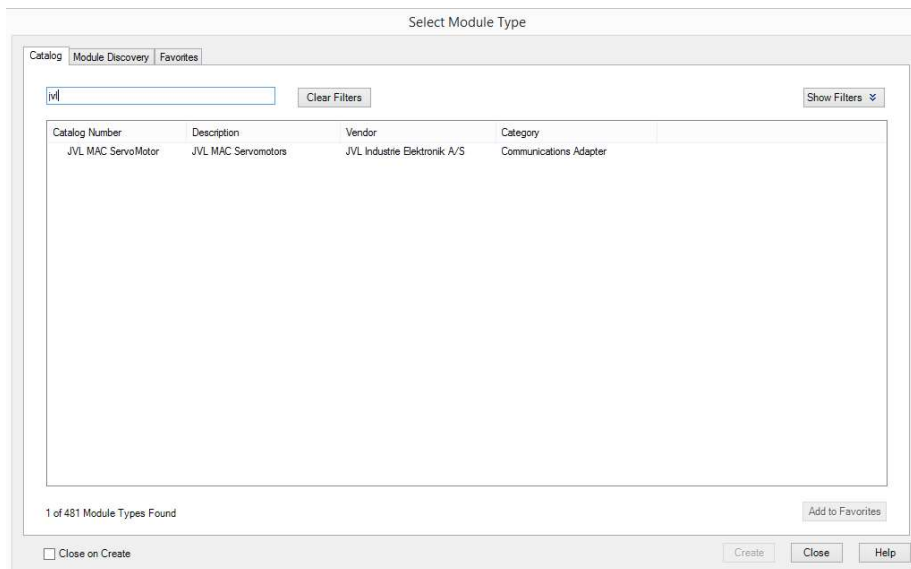 Select Module Type
Catalog Module Discovery Favorites
jvl Clear Filters Show Filters
Catalog Number Description Vendor Category
JVL MAC ServoMotor JVL MAC Servomotors JVL Industrie Elektronik A/S Communications Adapter
1 of 481 Module Types Found Add to Favorites
Close on Create Create Close Help